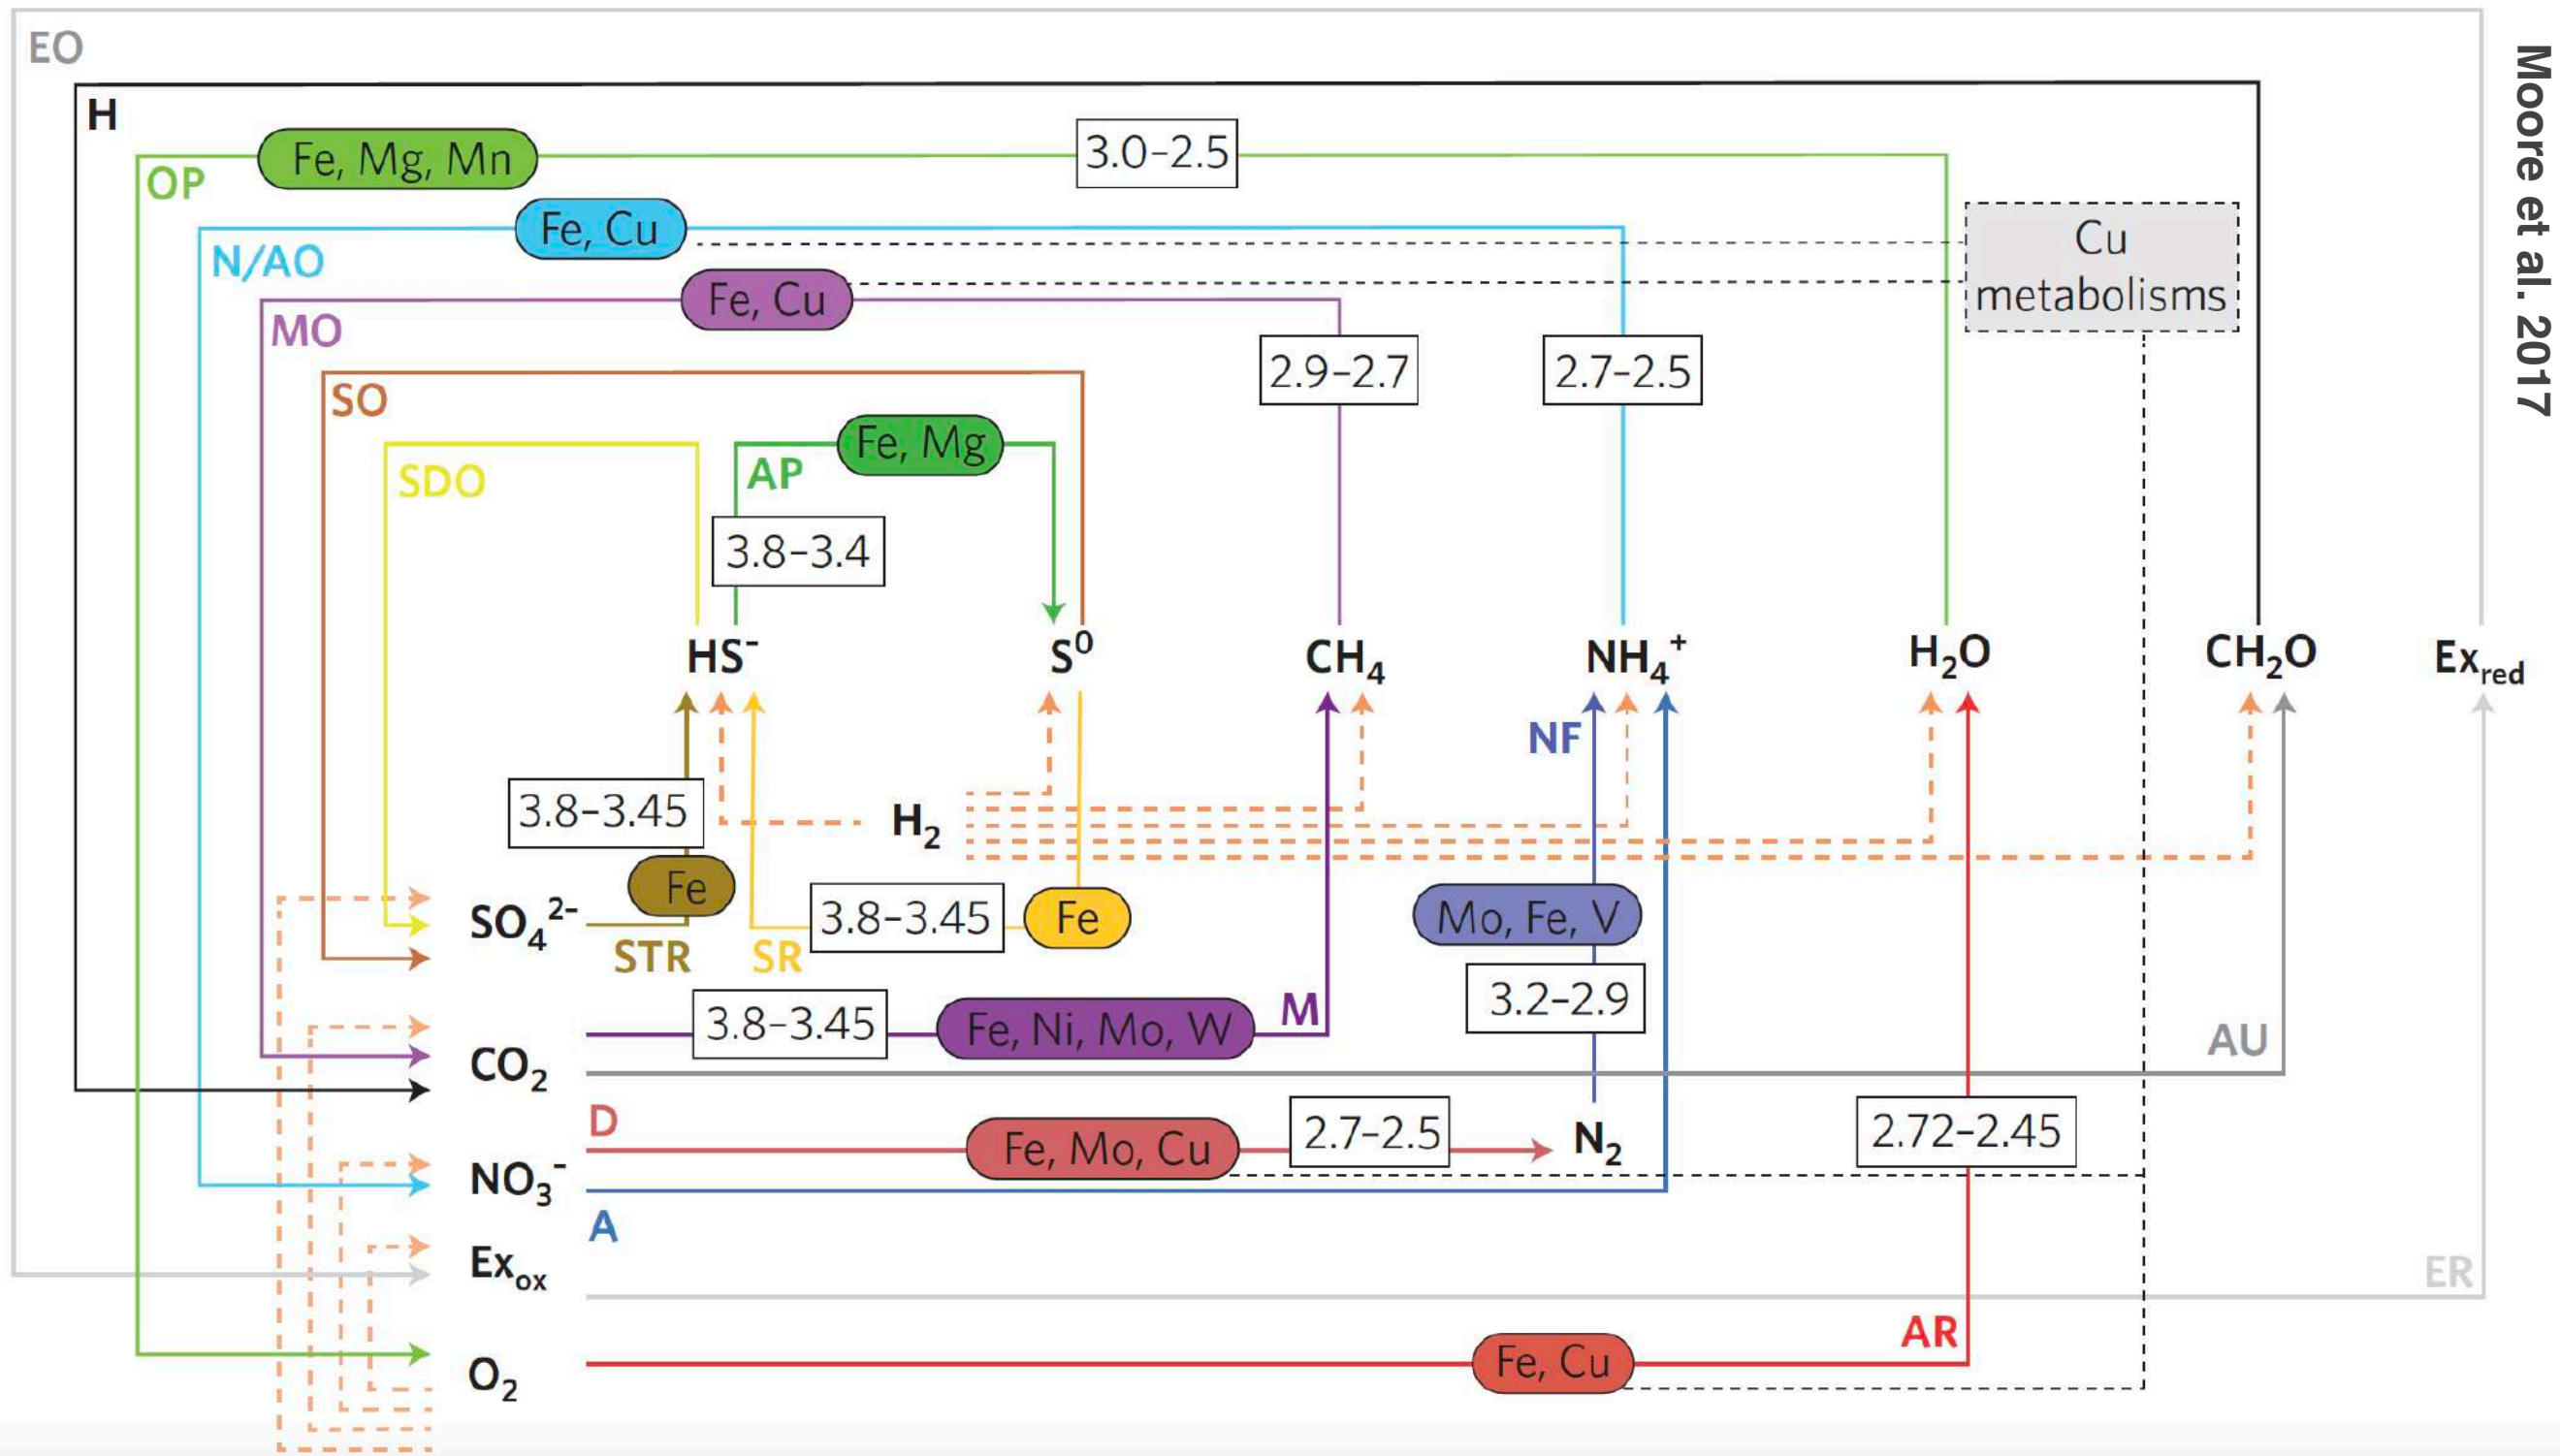 EO
H
OP
Fe, Mg, Mn
3.0–2.5
N/AO
Fe, Cu
Cu
metabolisms
MO
Fe, Cu
2.9–2.7
2.7–2.5
SO
SDO
AP
Fe, Mg
3.8–3.4
HS⁻
S⁰
CH₄
NH₄⁺
H₂O
CH₂O
Ex_red
NF
3.8–3.45
H₂
Fe
SO₄²⁻
STR
SR
3.8–3.45
Fe
Mo, Fe, V
3.2–2.9
3.8–3.45
Fe, Ni, Mo, W
M
CO₂
AU
D
Fe, Mo, Cu
2.7–2.5
N₂
2.72–2.45
NO₃⁻
A
Ex_ox
ER
AR
O₂
Fe, Cu
Moore et al. 2017